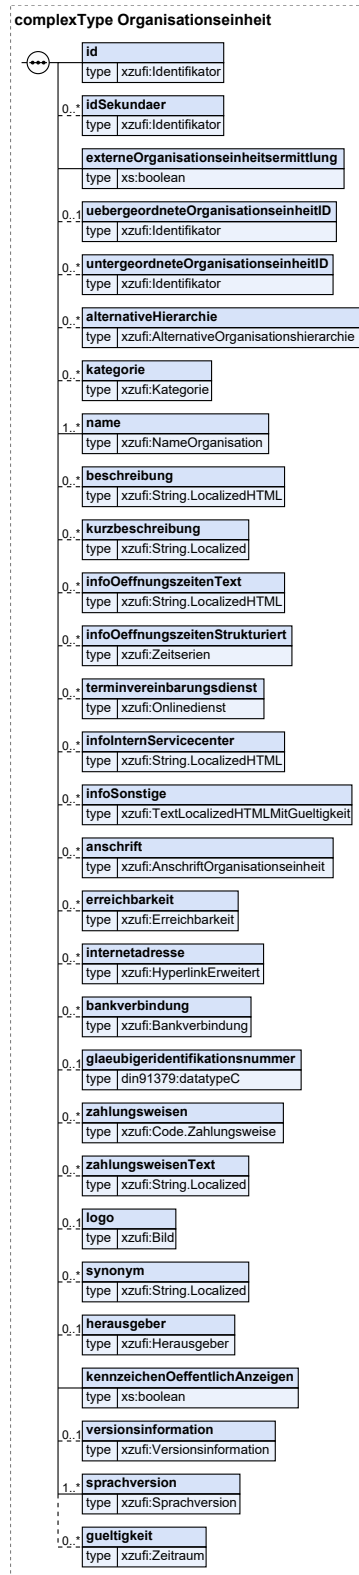 complexType Organisationseinheit
id
type xzufi:Identifikator
0..* idSekundaer
type xzufi:Identifikator
externeOrganisationseinheitsermittlung
type xs:boolean
0..1 uebergeordneteOrganisationseinheitID
type xzufi:Identifikator
0..* untergeordneteOrganisationseinheitID
type xzufi:Identifikator
0..* alternativeHierarchie
type xzufi:AlternativeOrganisationshierarchie
0..* kategorie
type xzufi:Kategorie
1..* name
type xzufi:NameOrganisation
0..* beschreibung
type xzufi:String.LocalizedHTML
0..* kurzbeschreibung
type xzufi:String.Localized
0..* infoOeffnungszeitenText
type xzufi:String.LocalizedHTML
0..* infoOeffnungszeitenStrukturiert
type xzufi:Zeitserien
0..* terminvereinbarungsdienst
type xzufi:Onlinedienst
0..* infoInternServicecenter
type xzufi:String.LocalizedHTML
0..* infoSonstige
type xzufi:TextLocalizedHTMLMitGueltigkeit
0..* anschrift
type xzufi:AnschriftOrganisationseinheit
0..* erreichbarkeit
type xzufi:Erreichbarkeit
0..* internetadresse
type xzufi:HyperlinkErweitert
0..* bankverbindung
type xzufi:Bankverbindung
0..1 glaeubigeridentifikationsnummer
type din91379:datatypeC
0..* zahlungsweisen
type xzufi:Code.Zahlungsweise
0..* zahlungsweisenText
type xzufi:String.Localized
0..1 logo
type xzufi:Bild
0..* synonym
type xzufi:String.Localized
0..1 herausgeber
type xzufi:Herausgeber
kennzeichenOeffentlichAnzeigen
type xs:boolean
0..1 versionsinformation
type xzufi:Versionsinformation
1..* sprachversion
type xzufi:Sprachversion
0..* gueltigkeit
type xzufi:Zeitraum